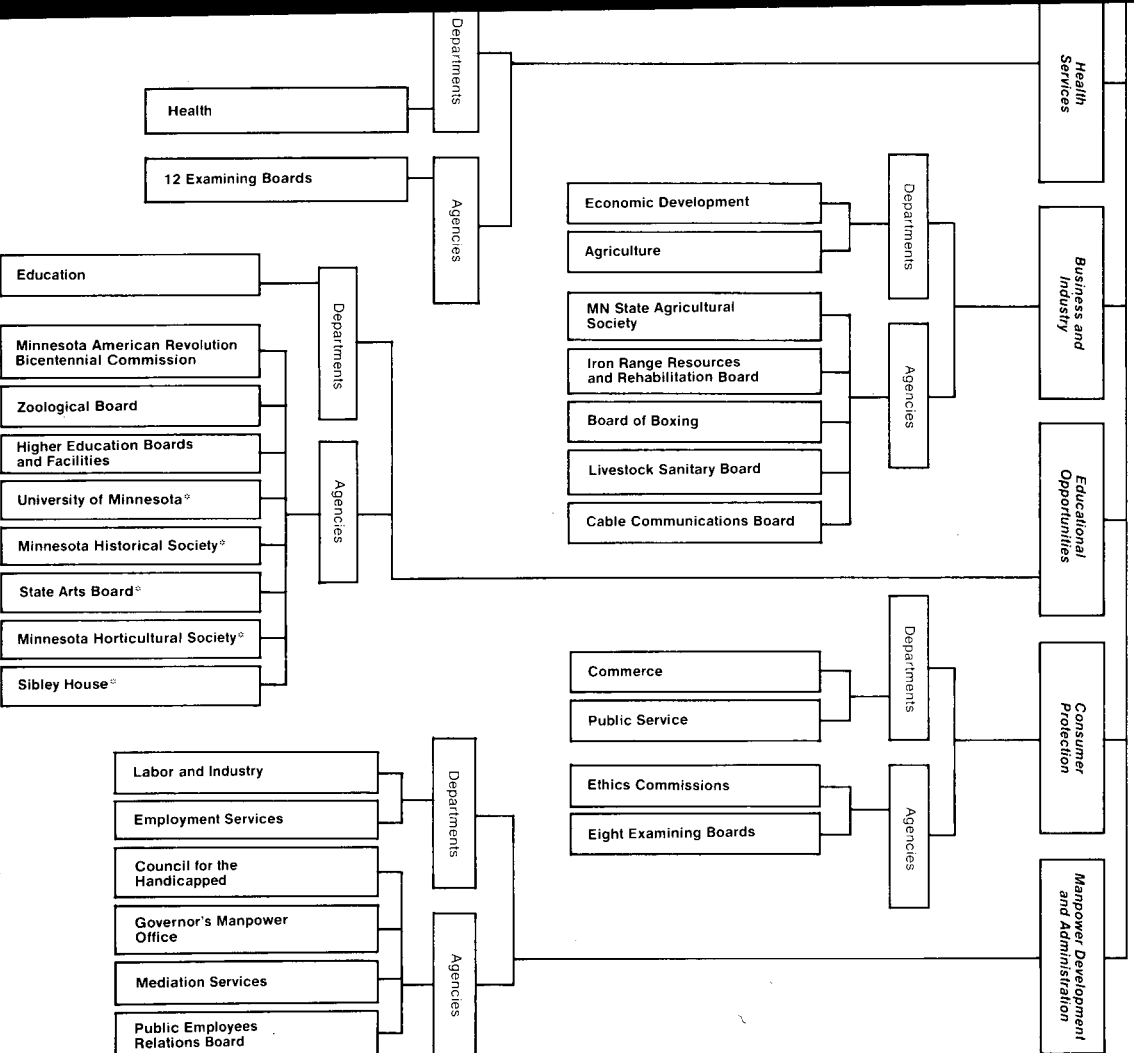 Health
Services
Departments
Health
12 Examining Boards
Agencies
Business and
Industry
Departments
Economic Development
Agriculture
Agencies
MN State Agricultural
Society
Iron Range Resources
and Rehabilitation Board
Board of Boxing
Livestock Sanitary Board
Cable Communications Board
Educational
Opportunities
Departments
Education
Agencies
Minnesota American Revolution
Bicentennial Commission
Zoological Board
Higher Education Boards
and Facilities
University of Minnesota*
Minnesota Historical Society*
State Arts Board*
Minnesota Horticultural Society*
Sibley House*
Consumer
Protection
Departments
Commerce
Public Service
Agencies
Ethics Commissions
Eight Examining Boards
Manpower Development
and Administration
Departments
Labor and Industry
Employment Services
Agencies
Council for the
Handicapped
Governor's Manpower
Office
Mediation Services
Public Employees
Relations Board